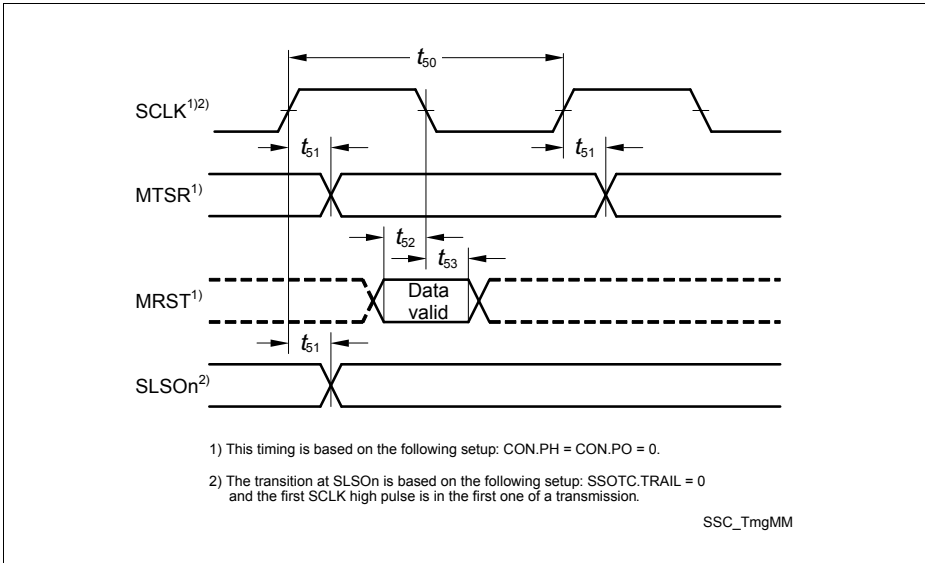 t50
SCLK1)2)
t51
t51
MTSR1)
t52
t53
MRST1)
Data
valid
t51
SLSOn2)
1) This timing is based on the following setup: CON.PH = CON.PO = 0.
2) The transition at SLSOn is based on the following setup: SSOTC.TRAIL = 0
and the first SCLK high pulse is in the first one of a transmission.
SSC_TmgMM